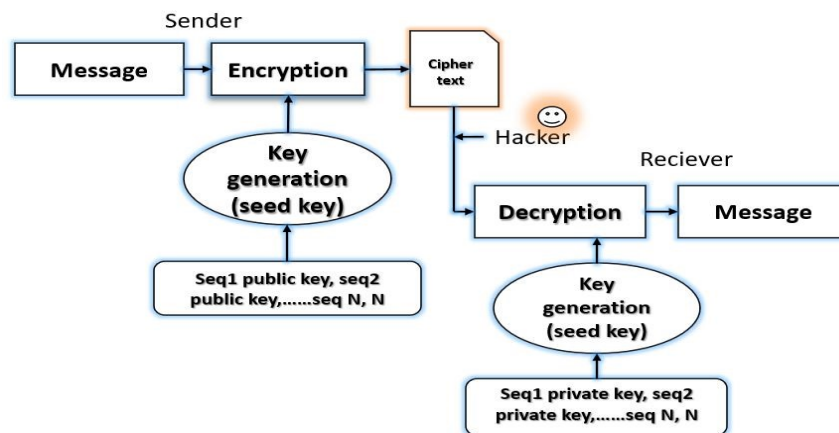 Sender
Message
Encryption
Cipher
text
Key
generation
(seed key)
Seq1 public key, seq2
public key,......seq N, N
Hacker
Reciever
Decryption
Message
Key
generation
(seed key)
Seq1 private key, seq2
private key,......seq N, N